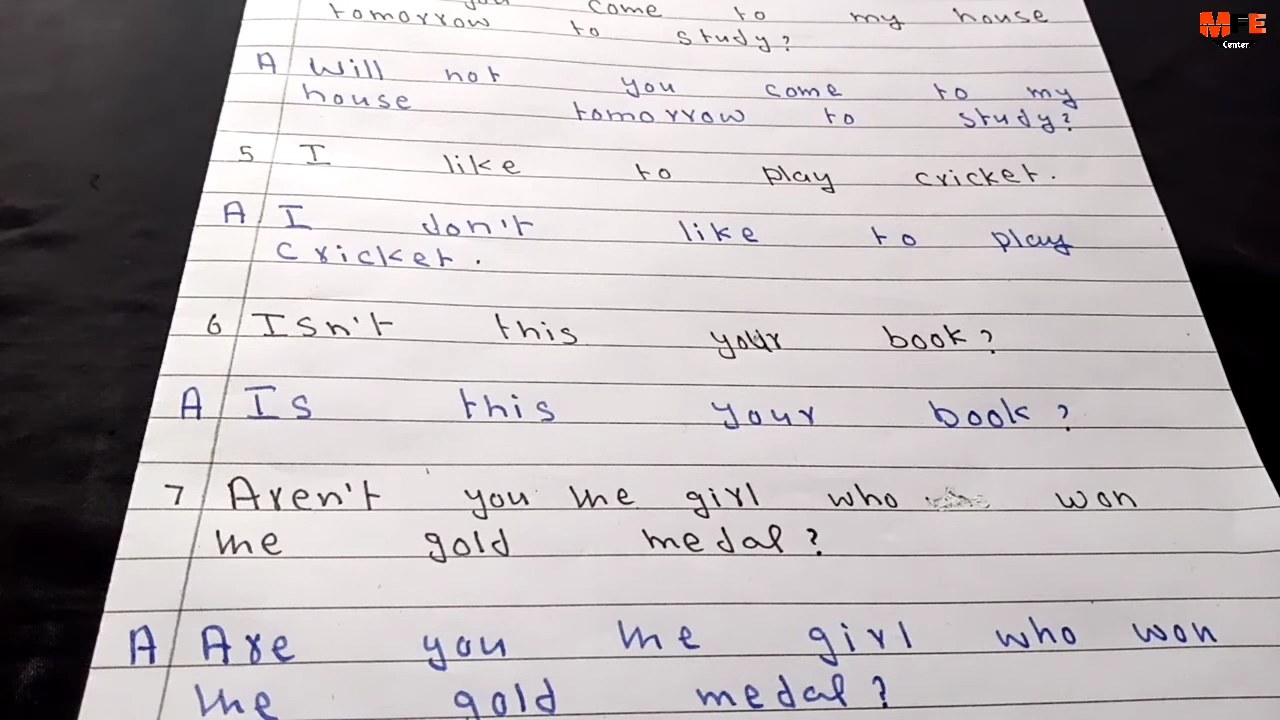 you come to my house
tomorrow to study?
A Will not you come to my
house tomorrow to study?
5 I like to play cricket.
A I don't like to play
cricket.
6 Isn't this your book?
A Is this your book?
7 Aren't you the girl who won
the gold medal?
A Are you the girl who won
the gold medal?
MFE
Center